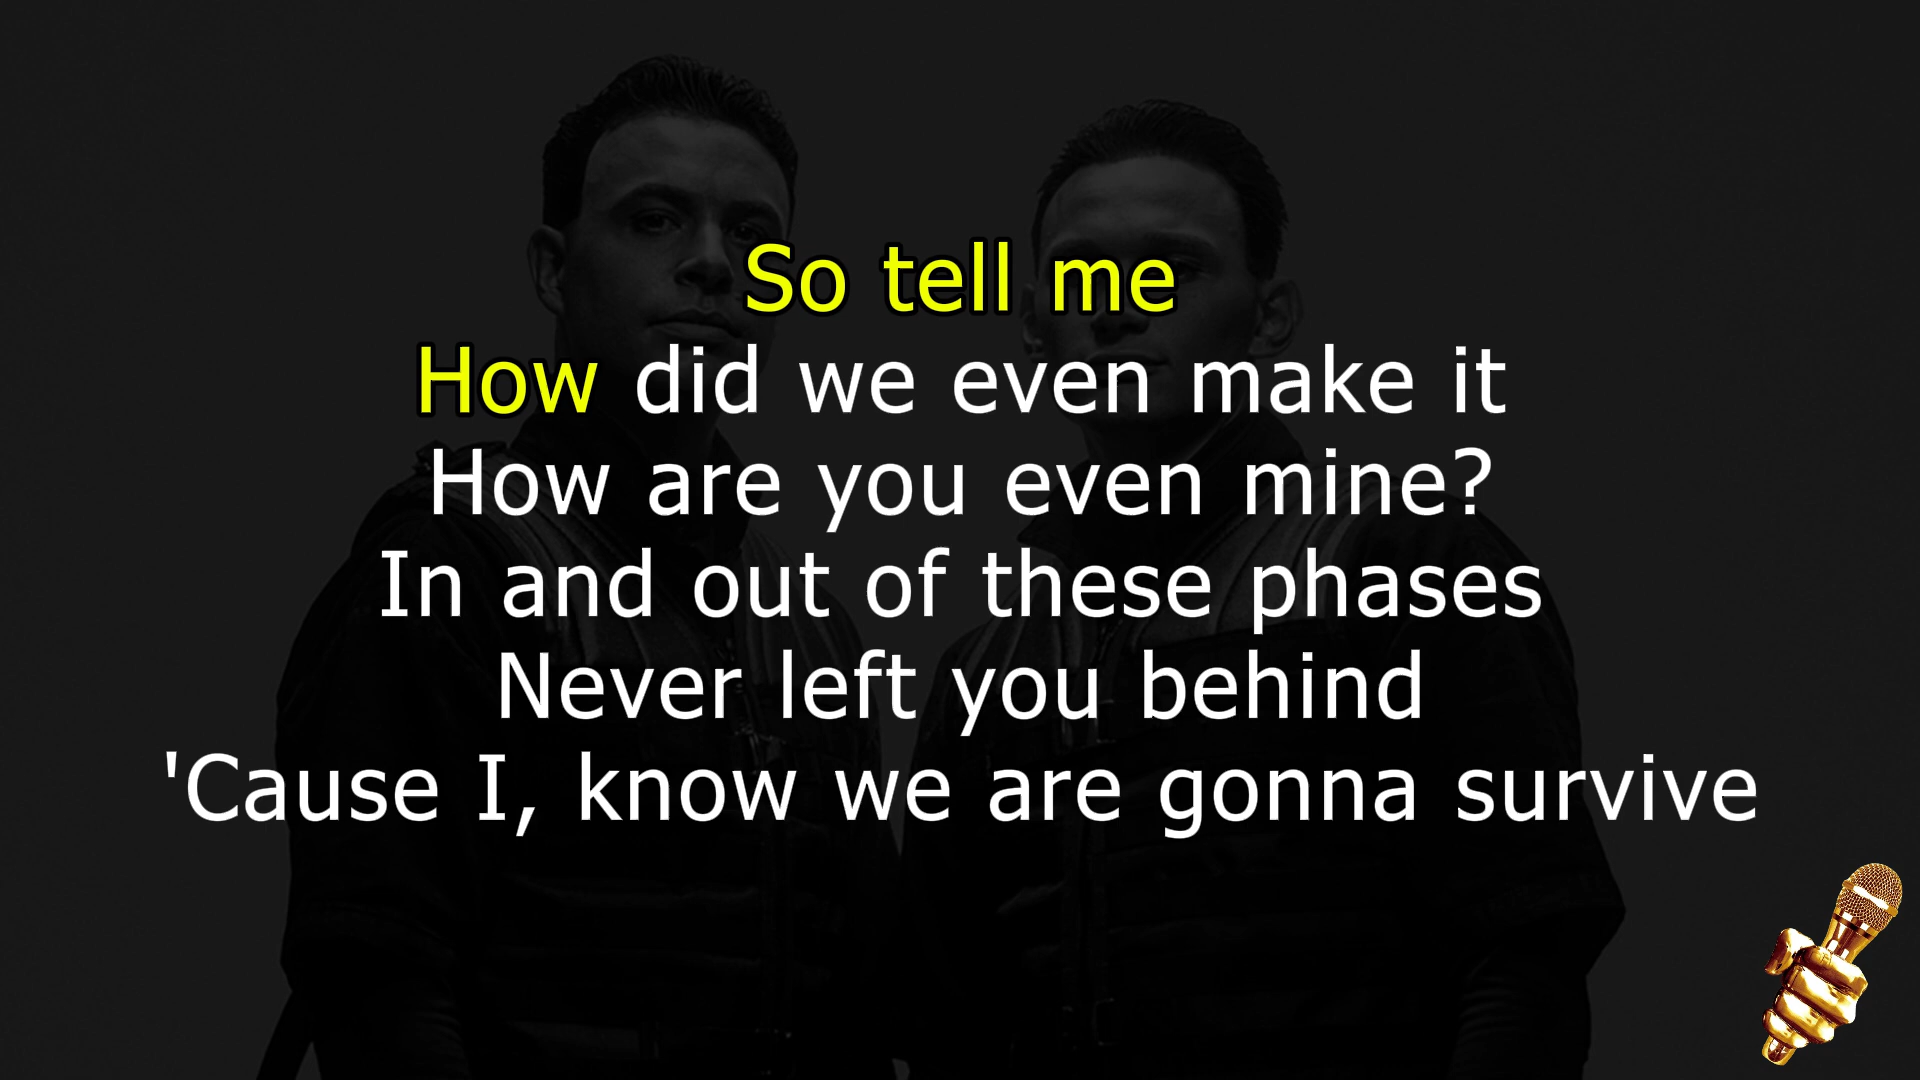 So tell me
How did we even make it
How are you even mine?
In and out of these phases
Never left you behind
'Cause I, know we are gonna survive